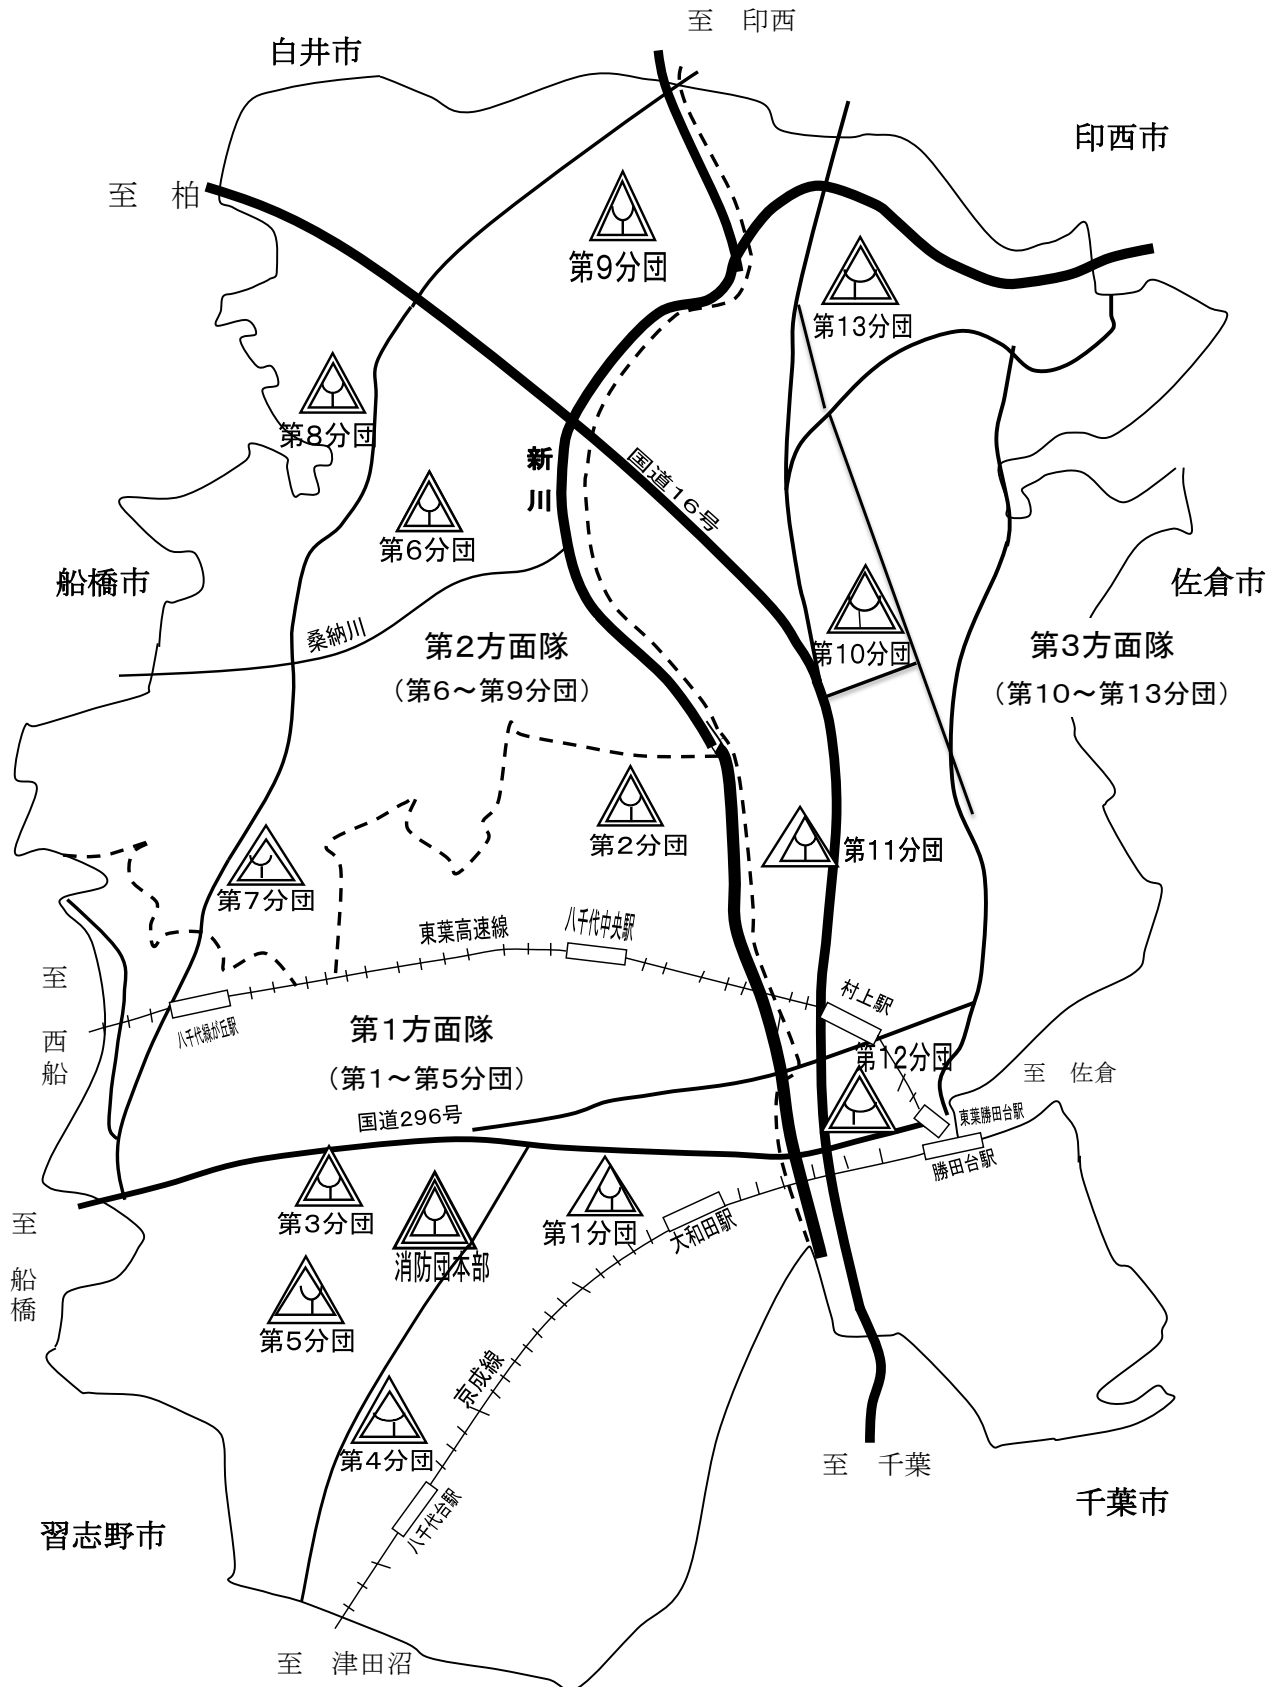 至　印西
白井市
印西市
至　柏
第9分団
第13分団
第8分団
新川
国道16号
第6分団
船橋市
佐倉市
桑納川
第2方面隊
（第6～第9分団）
第10分団
第3方面隊
（第10～第13分団）
第2分団
第11分団
第7分団
東葉高速線
八千代中央駅
至　西船
八千代緑が丘駅
村上駅
第1方面隊
（第1～第5分団）
第12分団
至　佐倉
国道296号
東葉勝田台駅
勝田台駅
至　船橋
第3分団
消防団本部
第1分団
大和田駅
第5分団
京成線
第4分団
至　千葉
八千代台駅
千葉市
習志野市
至　津田沼